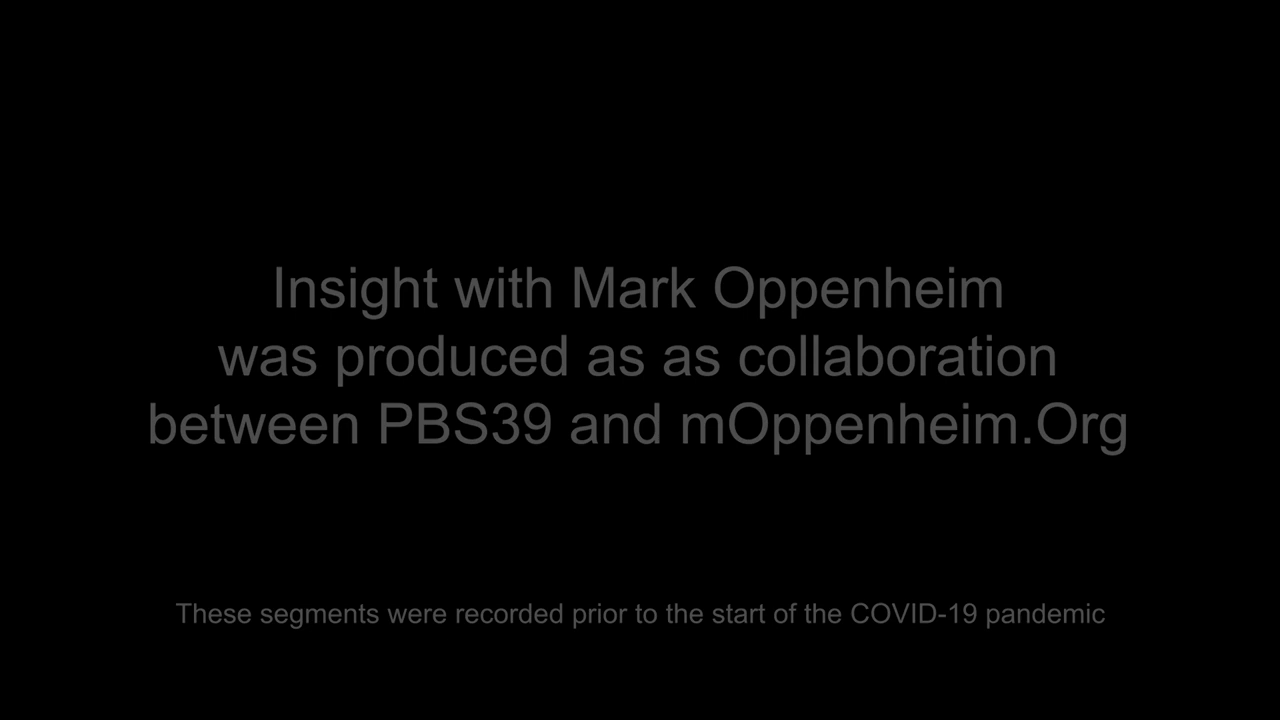 Insight with Mark Oppenheim
was produced as as collaboration
between PBS39 and mOppenheim.Org
These segments were recorded prior to the start of the COVID-19 pandemic